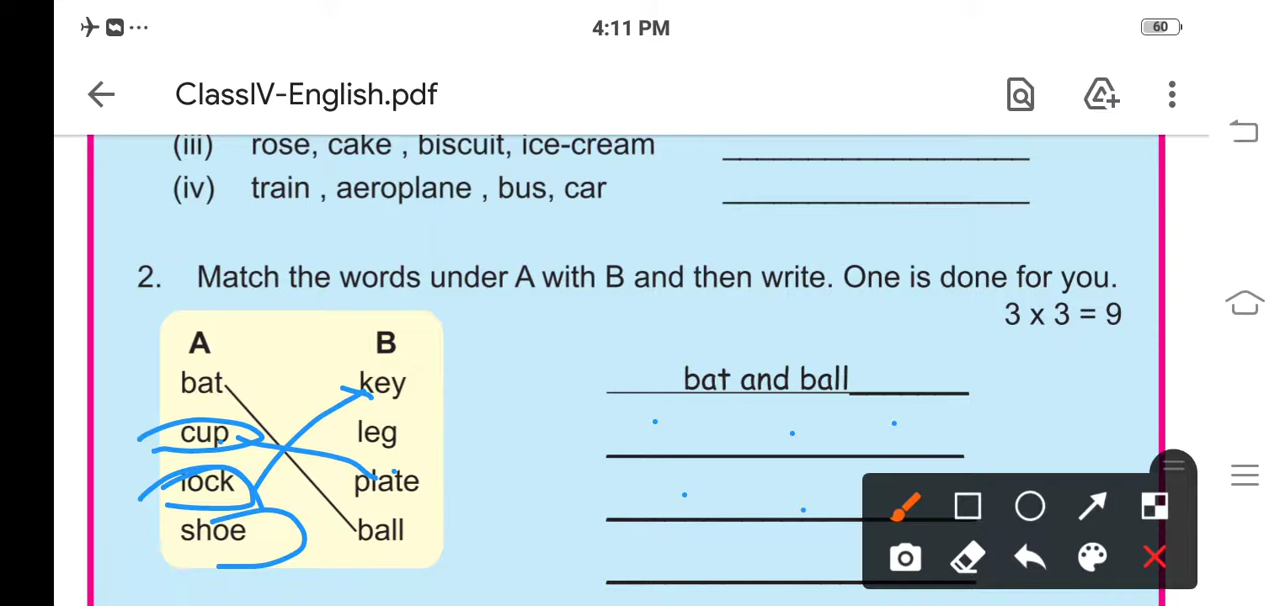 4:11 PM
60
ClassIV-English.pdf
(iii) rose, cake , biscuit, ice-cream
(iv) train , aeroplane , bus, car
2. Match the words under A with B and then write. One is done for you.
3 x 3 = 9
A B
bat key
cup leg
lock plate
shoe ball
bat and ball